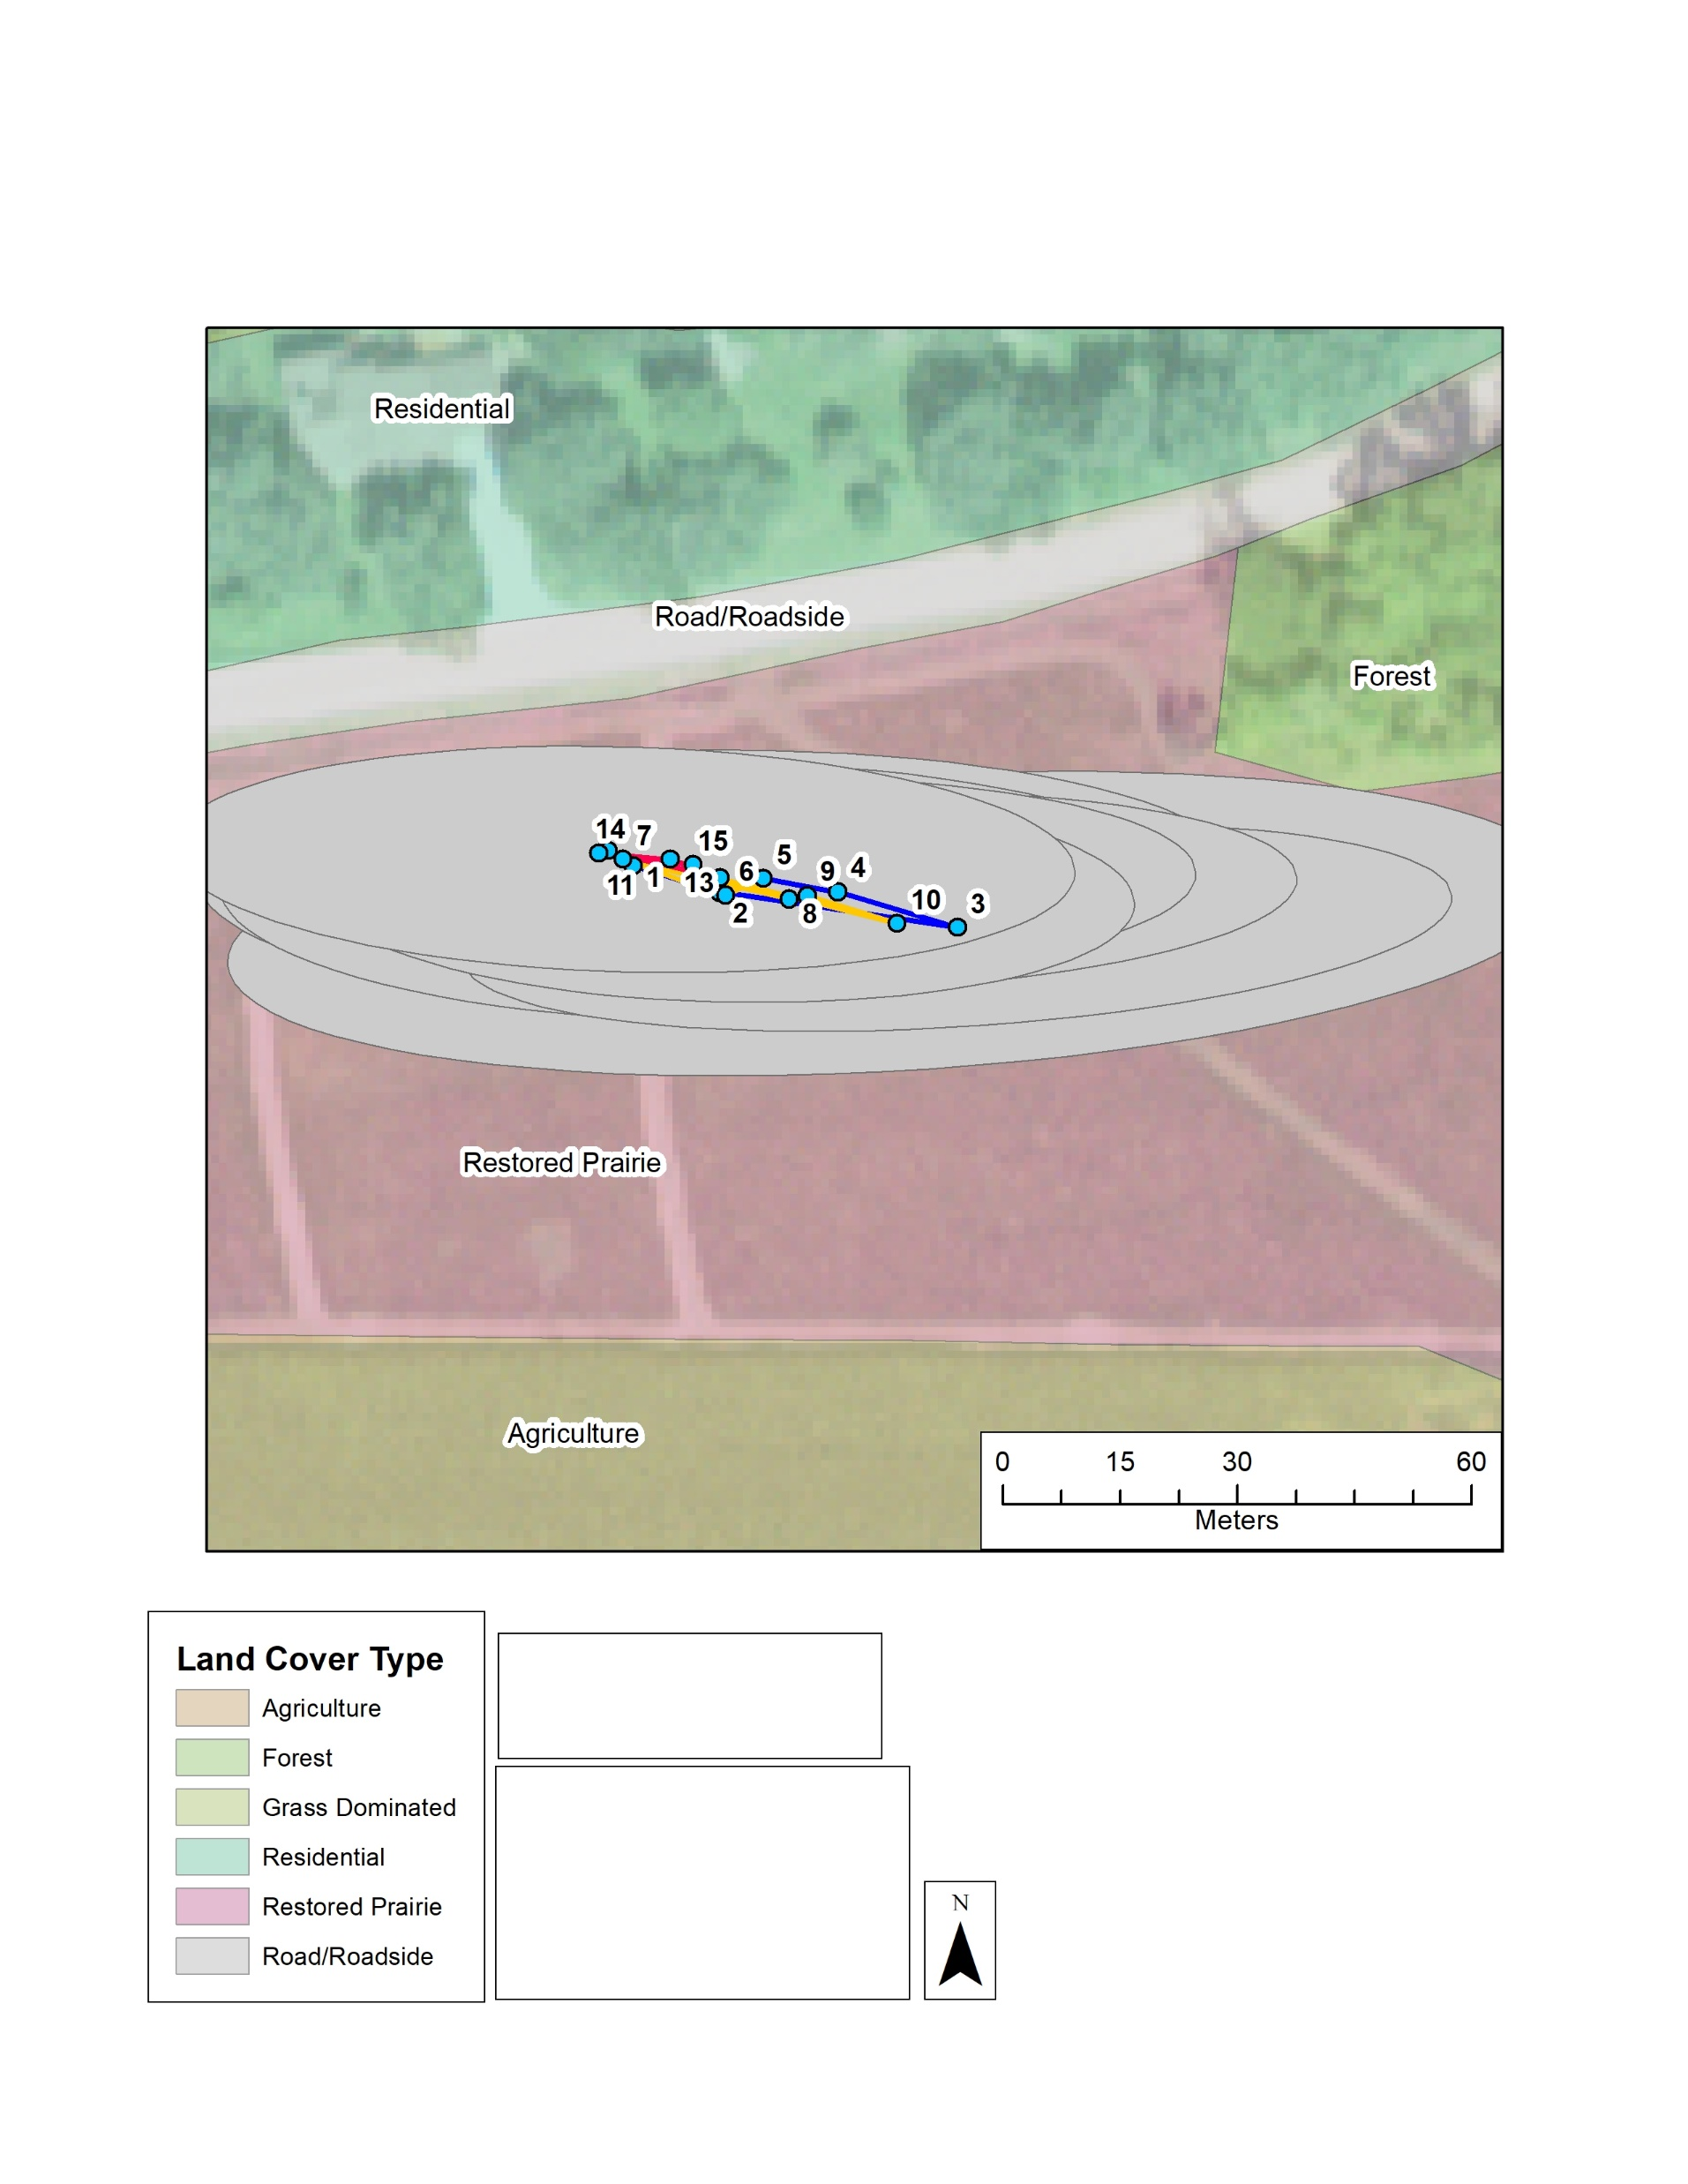 Residential
Road/Roadside
Forest
14 7 15 5 9 4
11 1 13 6 2 8 10 3
Restored Prairie
Agriculture
0 15 30 60
Meters
Land Cover Type
Agriculture
Forest
Grass Dominated
Residential
Restored Prairie
Road/Roadside
N